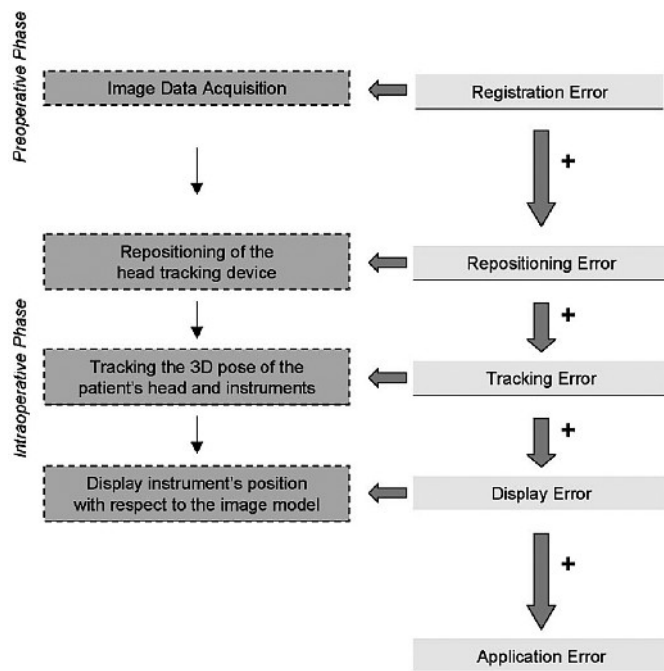 Preoperative Phase
Image Data Acquisition
Registration Error
+
Repositioning of the
head tracking device
Repositioning Error
+
Intraoperative Phase
Tracking the 3D pose of the
patient's head and instruments
Tracking Error
+
Display instrument's position
with respect to the image model
Display Error
+
Application Error